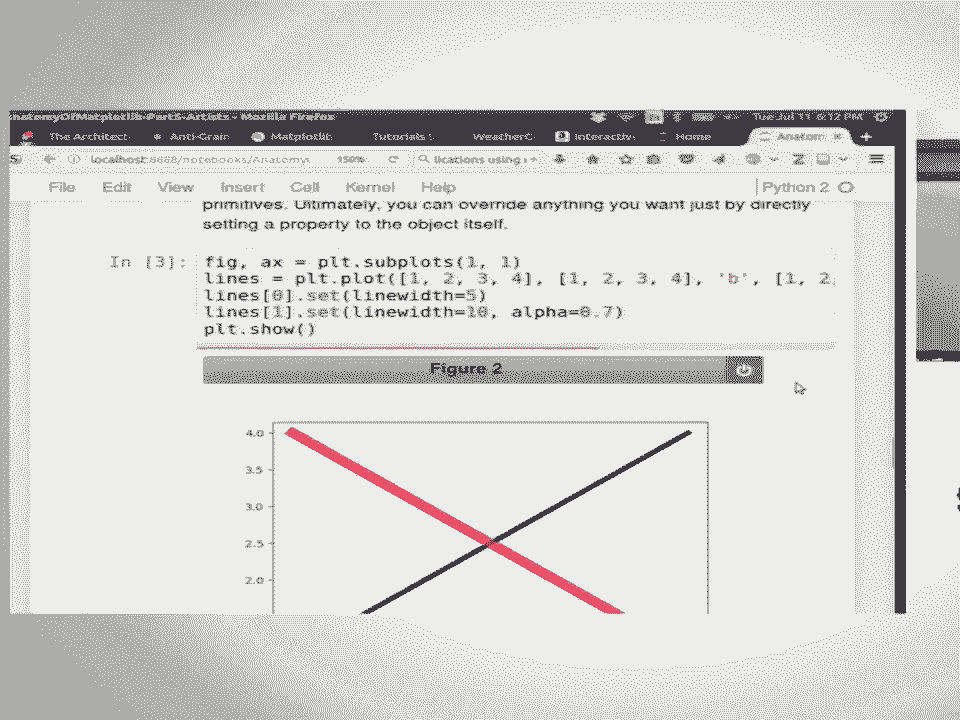 natomyOfMatplotlib-Part5-Artists - Mozilla Firefox Tue Jul 11 6:12 PM
The Architect Anti-Grain Matplotlib Tutorials WeatherC Interactiv Home Anatom
localhost:8888/notebooks/Anatomy 150% lications using
File Edit View Insert Cell Kernel Help Python 2
primitives. Ultimately, you can override anything you want just by directly
setting a property to the object itself.
In [3]: fig, ax = plt.subplots(1, 1)
lines = plt.plot([1, 2, 3, 4], [1, 2, 3, 4], 'b', [1, 2
lines[0].set(linewidth=5)
lines[1].set(linewidth=10, alpha=0.7)
plt.show()
Figure 2
4.0
3.5
3.0
2.5
2.0